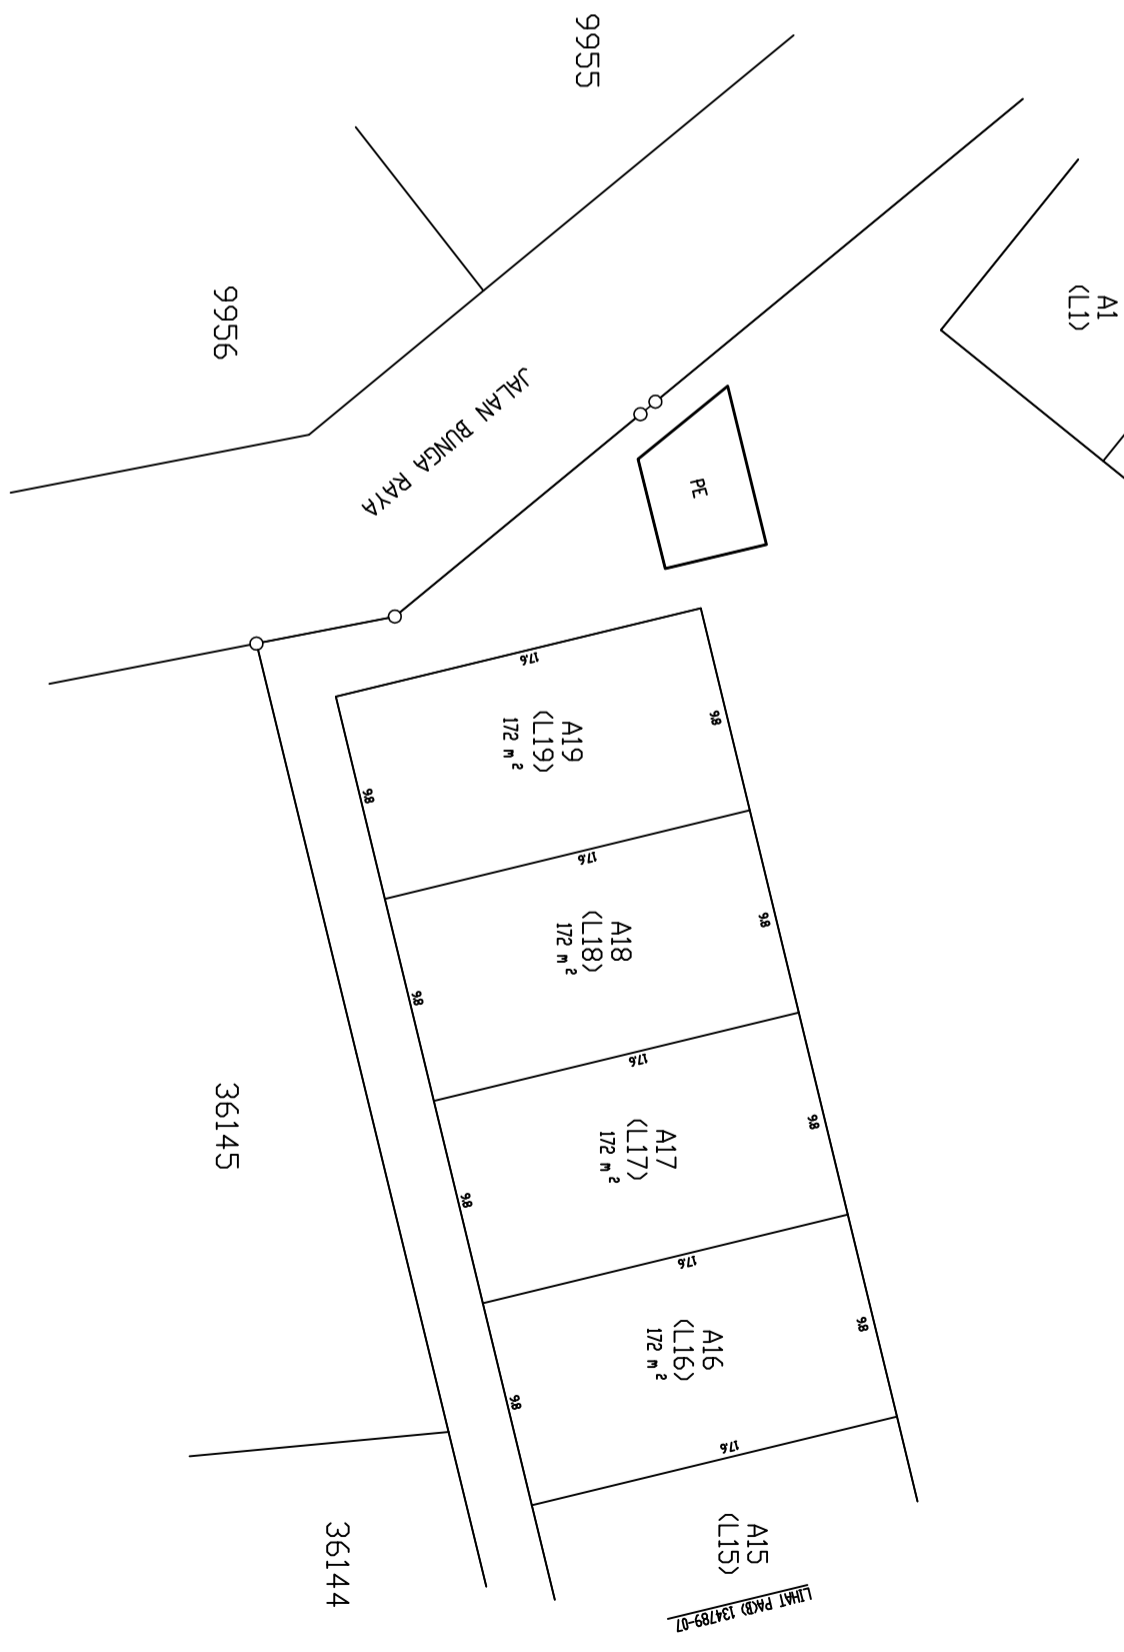 9955
A1
(L1)
9956
JALAN BUNGA RAYA
PE
17.6
9.8
A19
(L19)
172 m²
9.8
17.6
9.8
A18
(L18)
172 m²
9.8
17.6
9.8
A17
(L17)
172 m²
9.8
17.6
9.8
A16
(L16)
172 m²
9.8
17.6
36145
36144
A15
(L15)
LIHAT PA(B) 134789-07